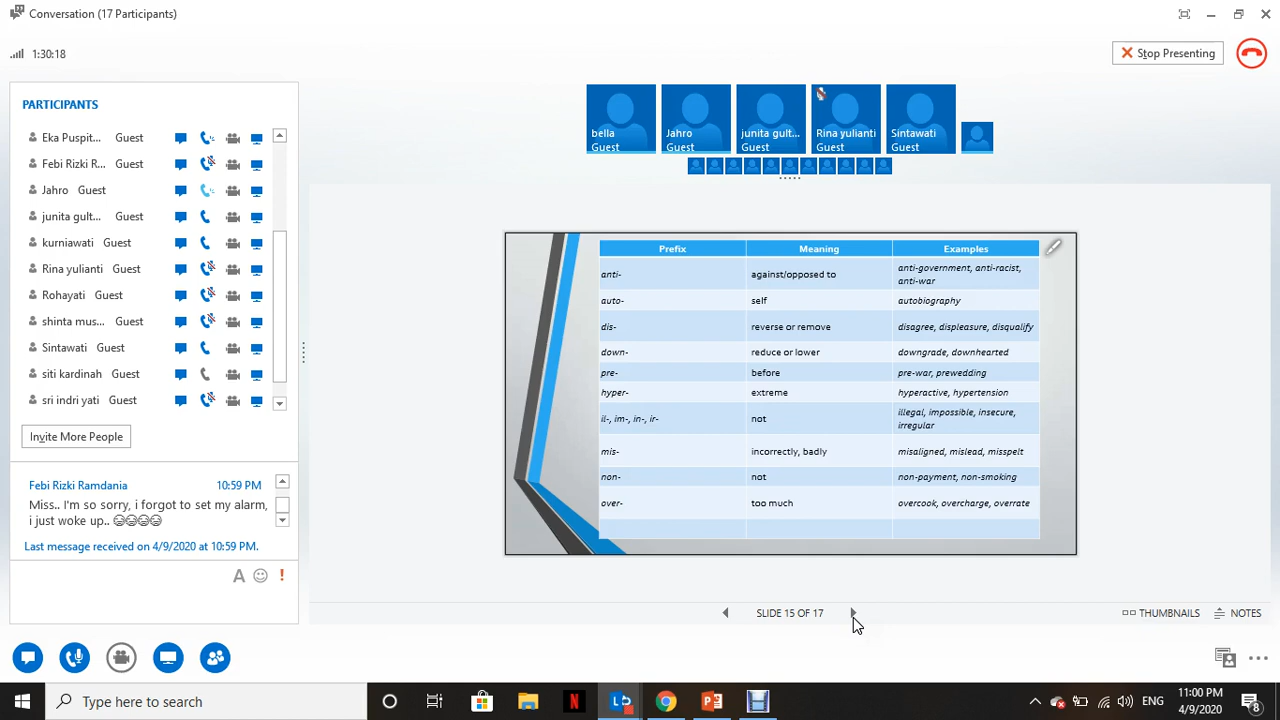 Conversation (17 Participants)
1:30:18
Stop Presenting
PARTICIPANTS
Eka Puspit... Guest
Febi Rizki R... Guest
Jahro Guest
junita gult... Guest
kurniawati Guest
Rina yulianti Guest
Rohayati Guest
shinta mus... Guest
Sintawati Guest
siti kardinah Guest
sri indri yati Guest
Invite More People
Febi Rizki Ramdania 10:59 PM
Miss.. I'm so sorry, i forgot to set my alarm,
i just woke up..
Last message received on 4/9/2020 at 10:59 PM.
A
bella
Guest
Jahro
Guest
junita gult...
Guest
Rina yulianti
Guest
Sintawati
Guest
Prefix Meaning Examples
anti- against/opposed to anti-government, anti-racist,
anti-war
auto- self autobiography
dis- reverse or remove disagree, displeasure, disqualify
down- reduce or lower downgrade, downhearted
pre- before pre-war, prewedding
hyper- extreme hyperactive, hypertension
il-, im-, in-, ir- not illegal, impossible, insecure,
irregular
mis- incorrectly, badly misaligned, mislead, misspelt
non- not non-payment, non-smoking
over- too much overcook, overcharge, overrate
SLIDE 15 OF 17
THUMBNAILS
NOTES
Type here to search
ENG
11:00 PM
4/9/2020
8